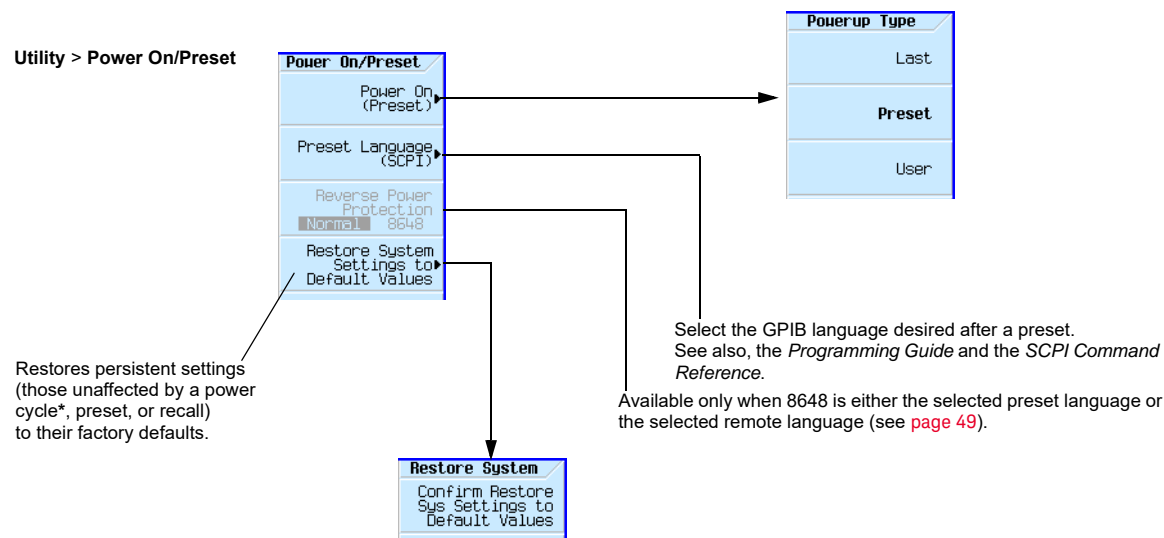 Utility > Power On/Preset
Power On/Preset
Power On
(Preset)
Preset Language
(SCPI)
Reverse Power
Protection
Normal 8648
Restore System
Settings to
Default Values
Powerup Type
Last
Preset
User
Select the GPIB language desired after a preset.
See also, the Programming Guide and the SCPI Command
Reference.
Available only when 8648 is either the selected preset language or
the selected remote language (see page 49).
Restores persistent settings
(those unaffected by a power
cycle*, preset, or recall)
to their factory defaults.
Restore System
Confirm Restore
Sys Settings to
Default Values